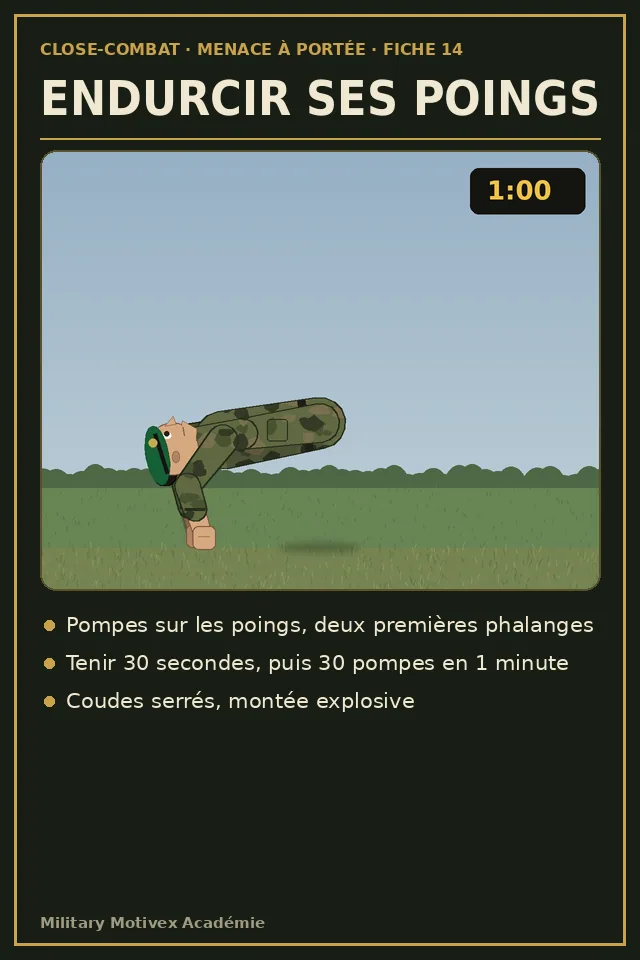 CLOSE-COMBAT · MENACE À PORTÉE · FICHE 14
ENDURCIR SES POINGS
1:00
Pompes sur les poings, deux premières phalanges
Tenir 30 secondes, puis 30 pompes en 1 minute
Coudes serrés, montée explosive
Military Motivex Académie